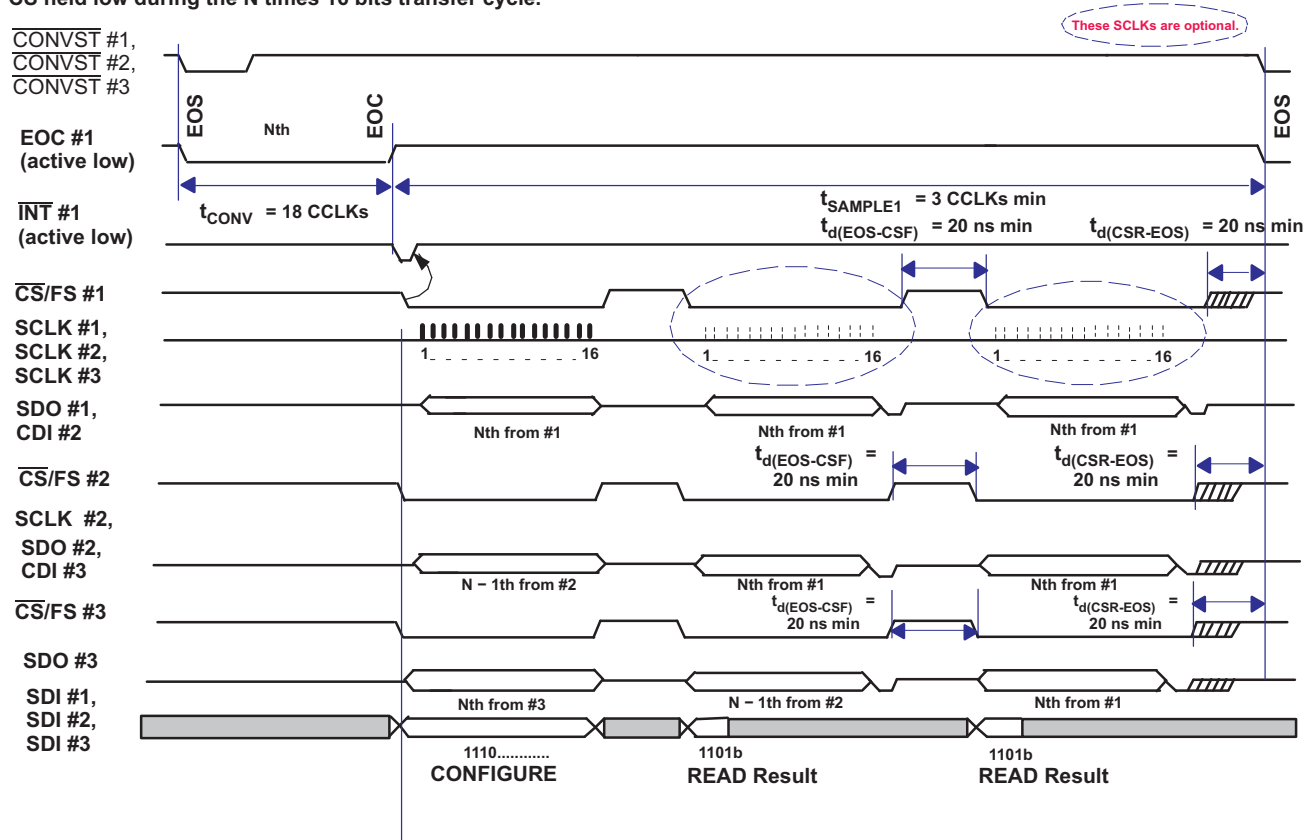 CS held low during the N times 16 bits transfer cycle.
These SCLKs are optional.
CONVST #1,
CONVST #2,
CONVST #3
EOS
EOC
EOS
Nth
EOC #1
(active low)
tCONV = 18 CCLKs
tSAMPLE1 = 3 CCLKs min
INT #1
(active low)
td(EOS-CSF) = 20 ns min
td(CSR-EOS) = 20 ns min
CS/FS #1
SCLK #1,
SCLK #2,
SCLK #3
1 16
1 16
1 16
SDO #1,
CDI #2
Nth from #1
Nth from #1
Nth from #1
td(EOS-CSF) =
20 ns min
td(CSR-EOS) =
20 ns min
CS/FS #2
SCLK #2,
SDO #2,
CDI #3
N − 1th from #2
Nth from #1
Nth from #1
td(EOS-CSF) =
20 ns min
td(CSR-EOS) =
20 ns min
CS/FS #3
SDO #3
Nth from #3
N − 1th from #2
Nth from #1
SDI #1,
SDI #2,
SDI #3
1110............
CONFIGURE
1101b
READ Result
1101b
READ Result